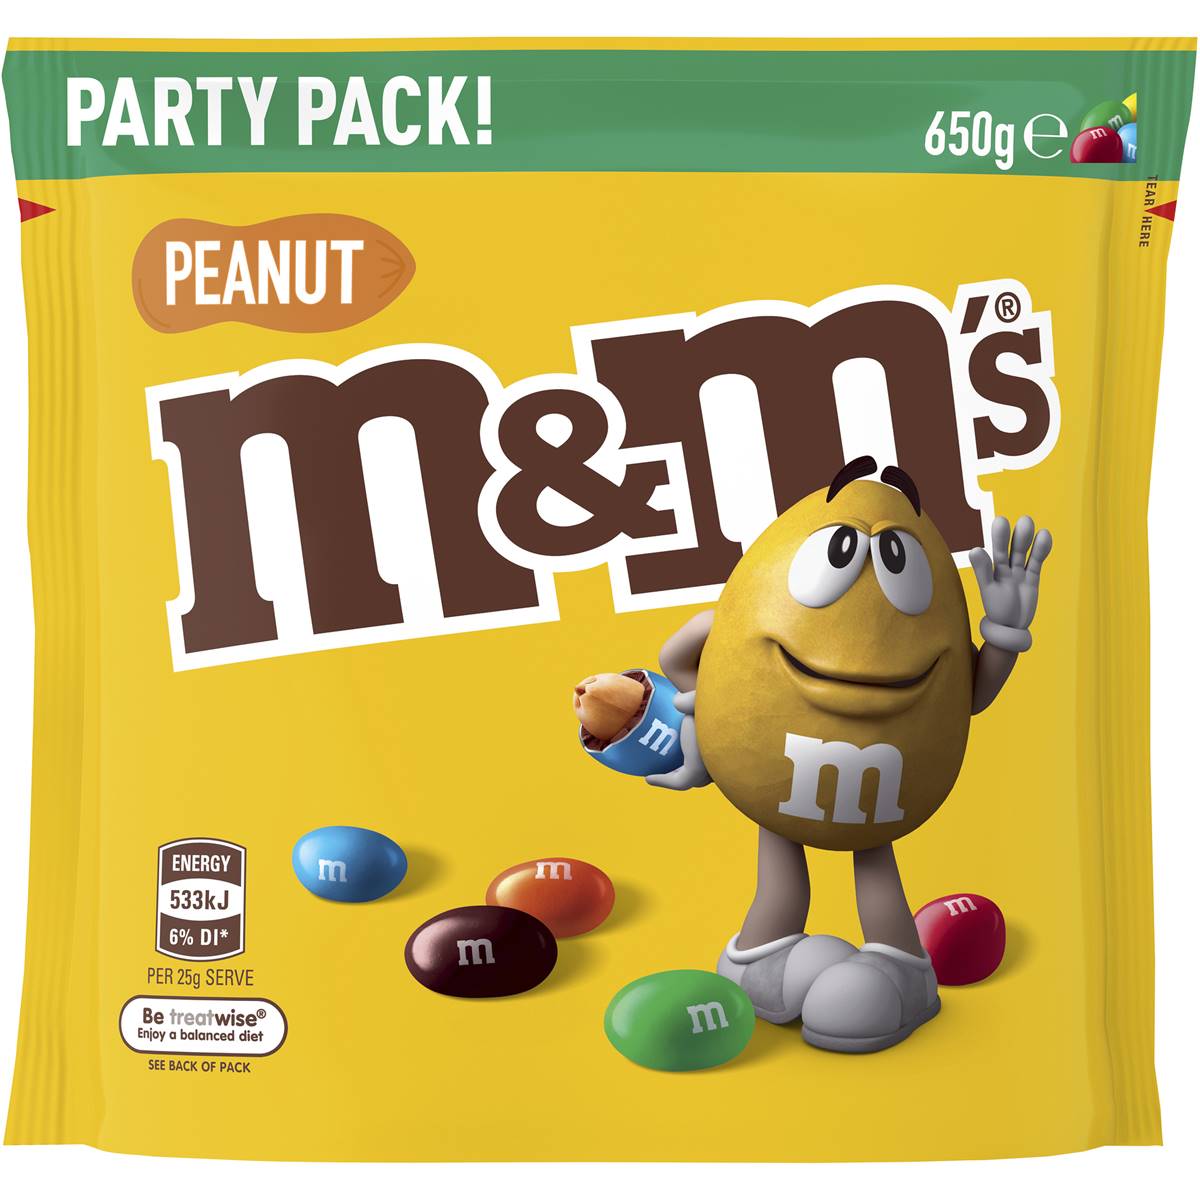 PARTY PACK!
650g ℮
m
m
m
TEAR HERE
PEANUT
m&m's®
m
m
m
m
m
m
m
ENERGY
533kJ
6% DI*
PER 25g SERVE
Be treatwise®
Enjoy a balanced diet
SEE BACK OF PACK